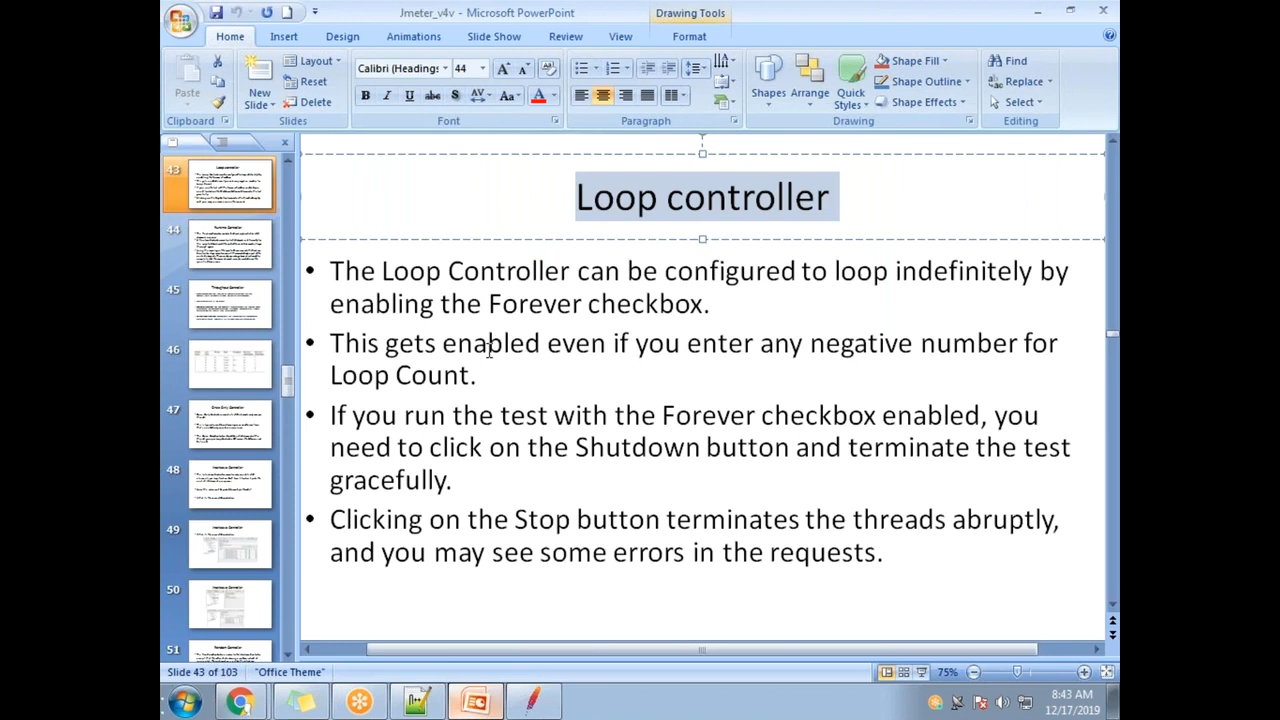 Jmeter_v4v - Microsoft PowerPoint
Drawing Tools
Home Insert Design Animations Slide Show Review View Format
Paste
New Slide
Layout
Reset
Delete
Calibri (Headings 44
B I U abc S AV Aa A
Shapes
Arrange
Quick Styles
Shape Fill
Shape Outline
Shape Effects
Find
Replace
Select
Clipboard Slides Font Paragraph Drawing Editing
43
44
45
46
47
48
49
50
51
Loop controller
• The Loop Controller can be configured to loop indefinitely by
enabling the Forever checkbox.
• This gets enabled even if you enter any negative number for
Loop Count.
• If you run the test with the Forever checkbox enabled, you
need to click on the Shutdown button and terminate the test
gracefully.
• Clicking on the Stop button terminates the threads abruptly,
and you may see some errors in the requests.
Slide 43 of 103 "Office Theme" 75%
8:43 AM
12/17/2019